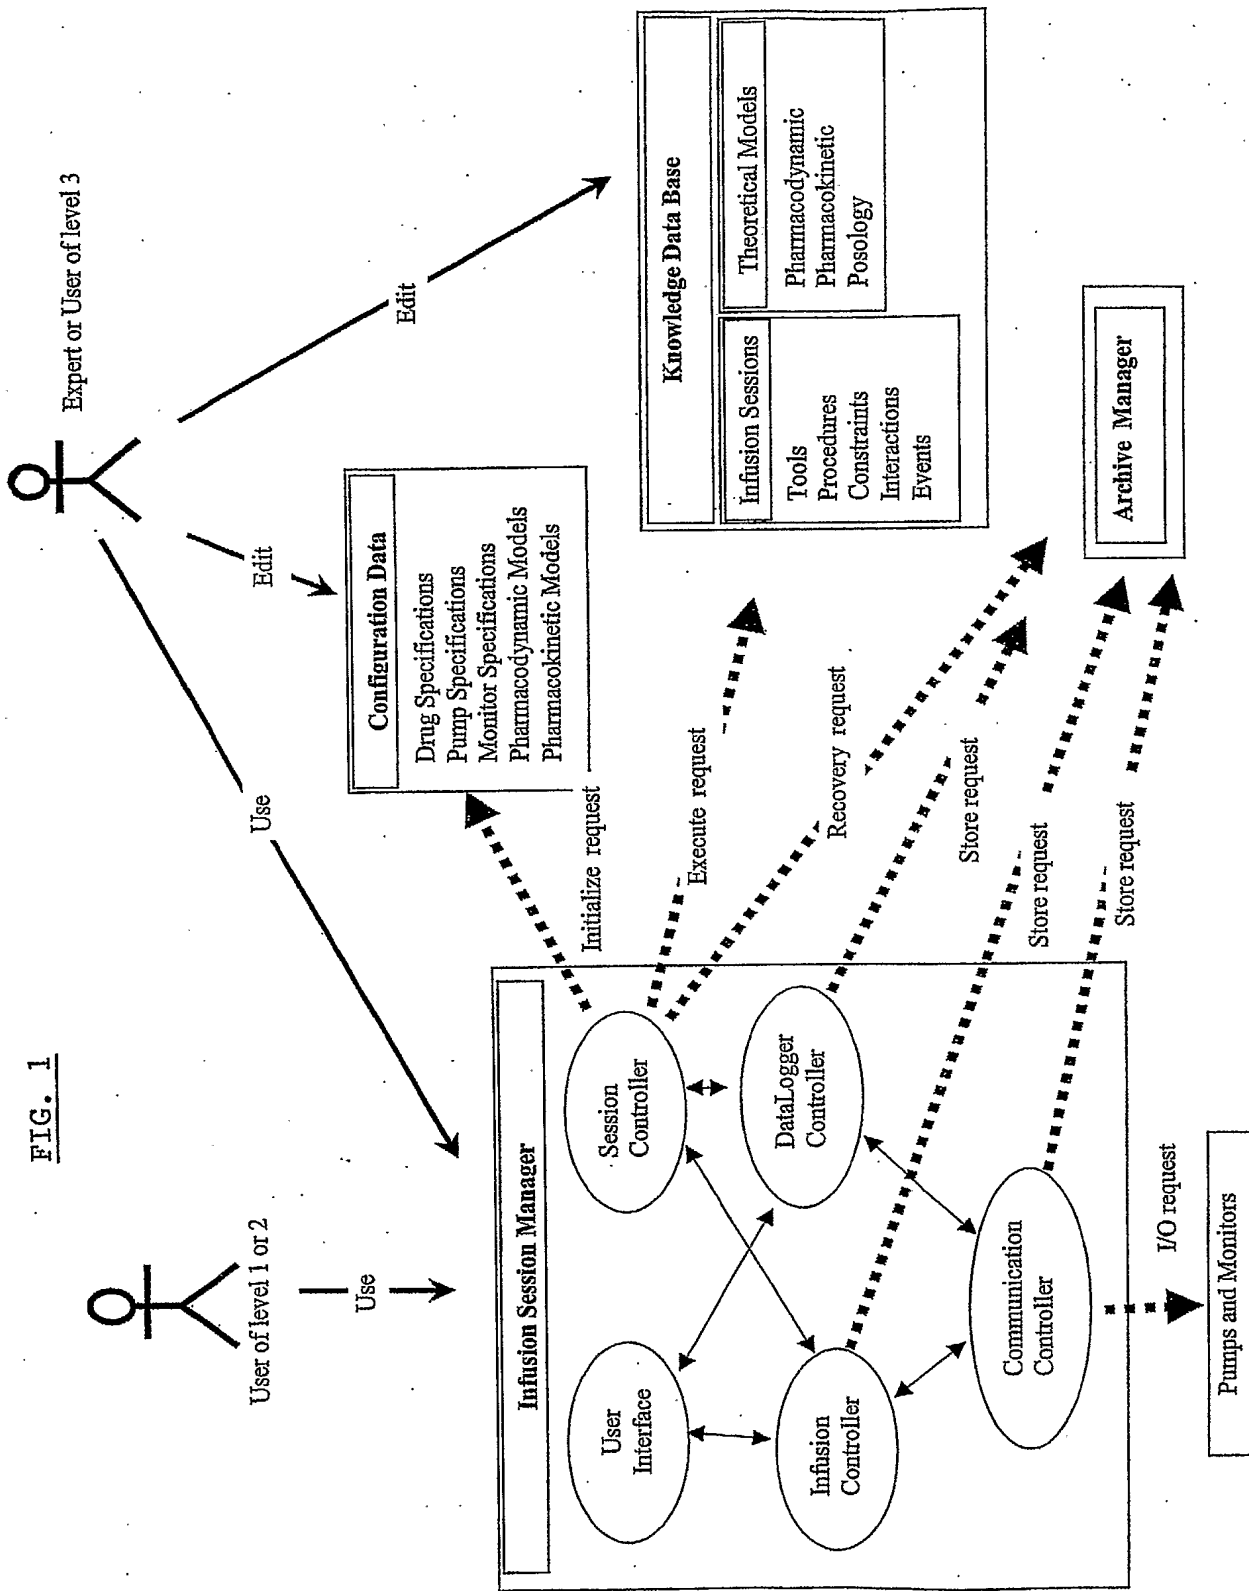 FIG. 1
Expert or User of level 3
User of level 1 or 2
Use
Use
Edit
Edit
Configuration Data
Drug Specifications
Pump Specifications
Monitor Specifications
Pharmacodynamic Models
Pharmacokinetic Models
Knowledge Data Base
Infusion Sessions
Tools
Procedures
Constraints
Interactions
Events
Theoretical Models
Pharmacodynamic
Pharmacokinetic
Posology
Infusion Session Manager
User
Interface
Session
Controller
Infusion
Controller
DataLogger
Controller
Communication
Controller
Initialize request
Execute request
Recovery request
Store request
Store request
Store request
Archive Manager
I/O request
Pumps and Monitors